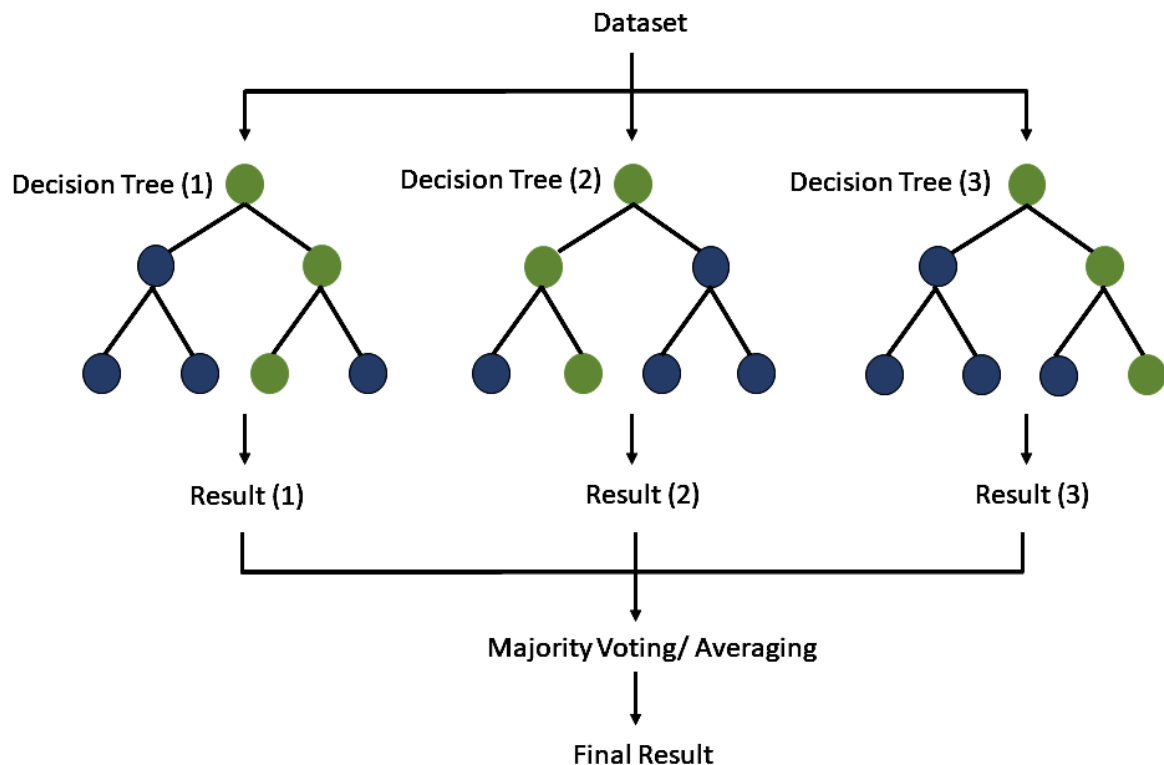 Dataset
Decision Tree (1)
Decision Tree (2)
Decision Tree (3)
Result (1)
Result (2)
Result (3)
Majority Voting/ Averaging
Final Result